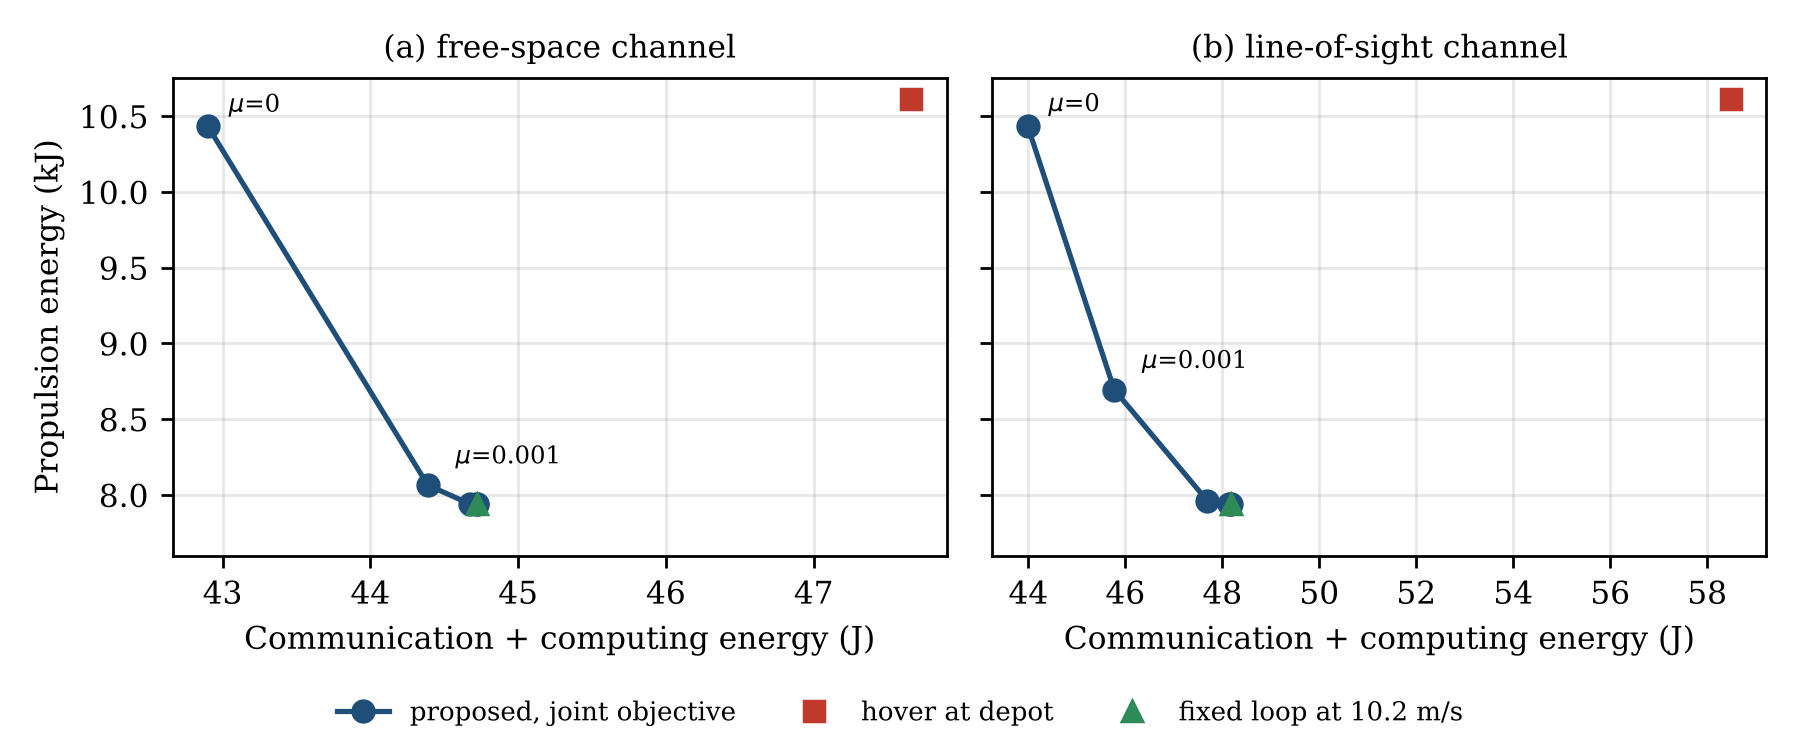 (a) free-space channel
(b) line-of-sight channel
Propulsion energy (kJ)
10.5
10.0
9.5
9.0
8.5
8.0
μ=0
μ=0.001
μ=0
μ=0.001
43 44 45 46 47
44 46 48 50 52 54 56 58
Communication + computing energy (J)
Communication + computing energy (J)
proposed, joint objective
hover at depot
fixed loop at 10.2 m/s